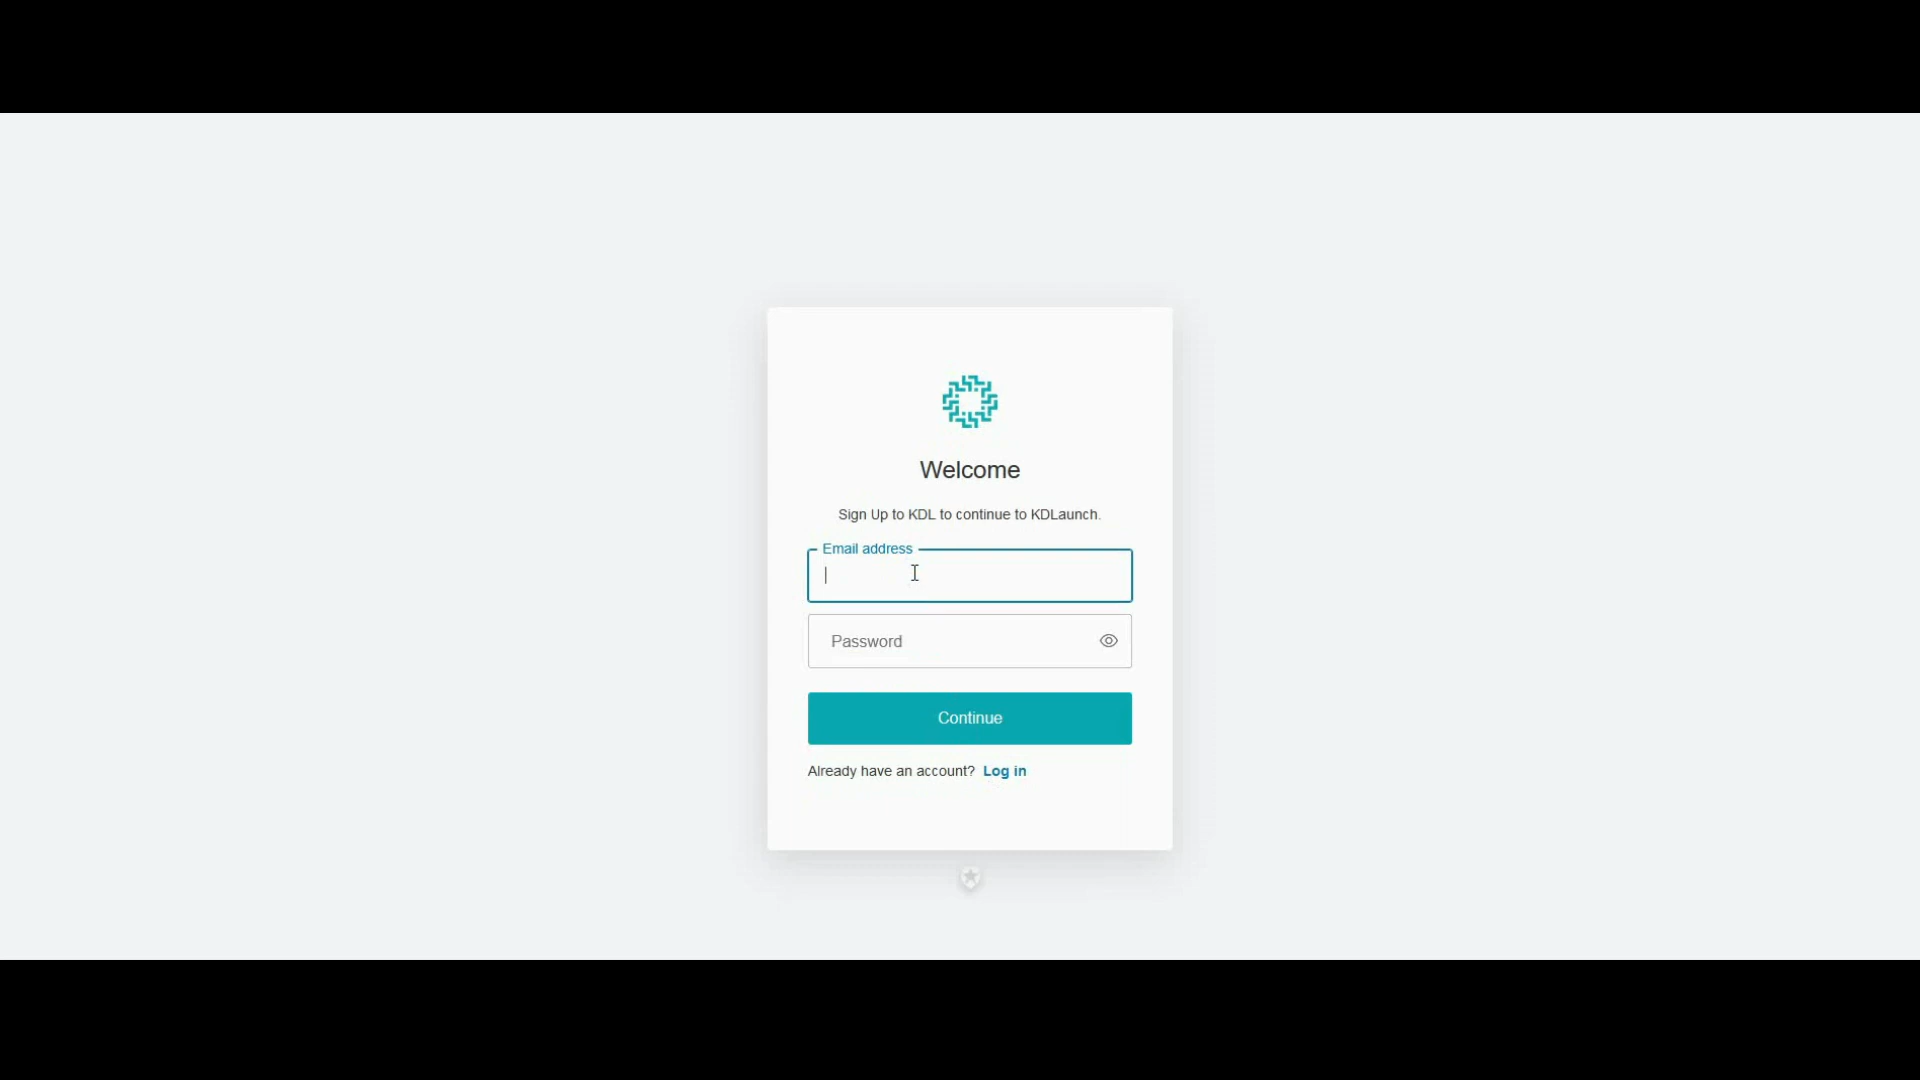 Welcome
Sign Up to KDL to continue to KDLaunch.
Email address
Password
Continue
Already have an account? Log in